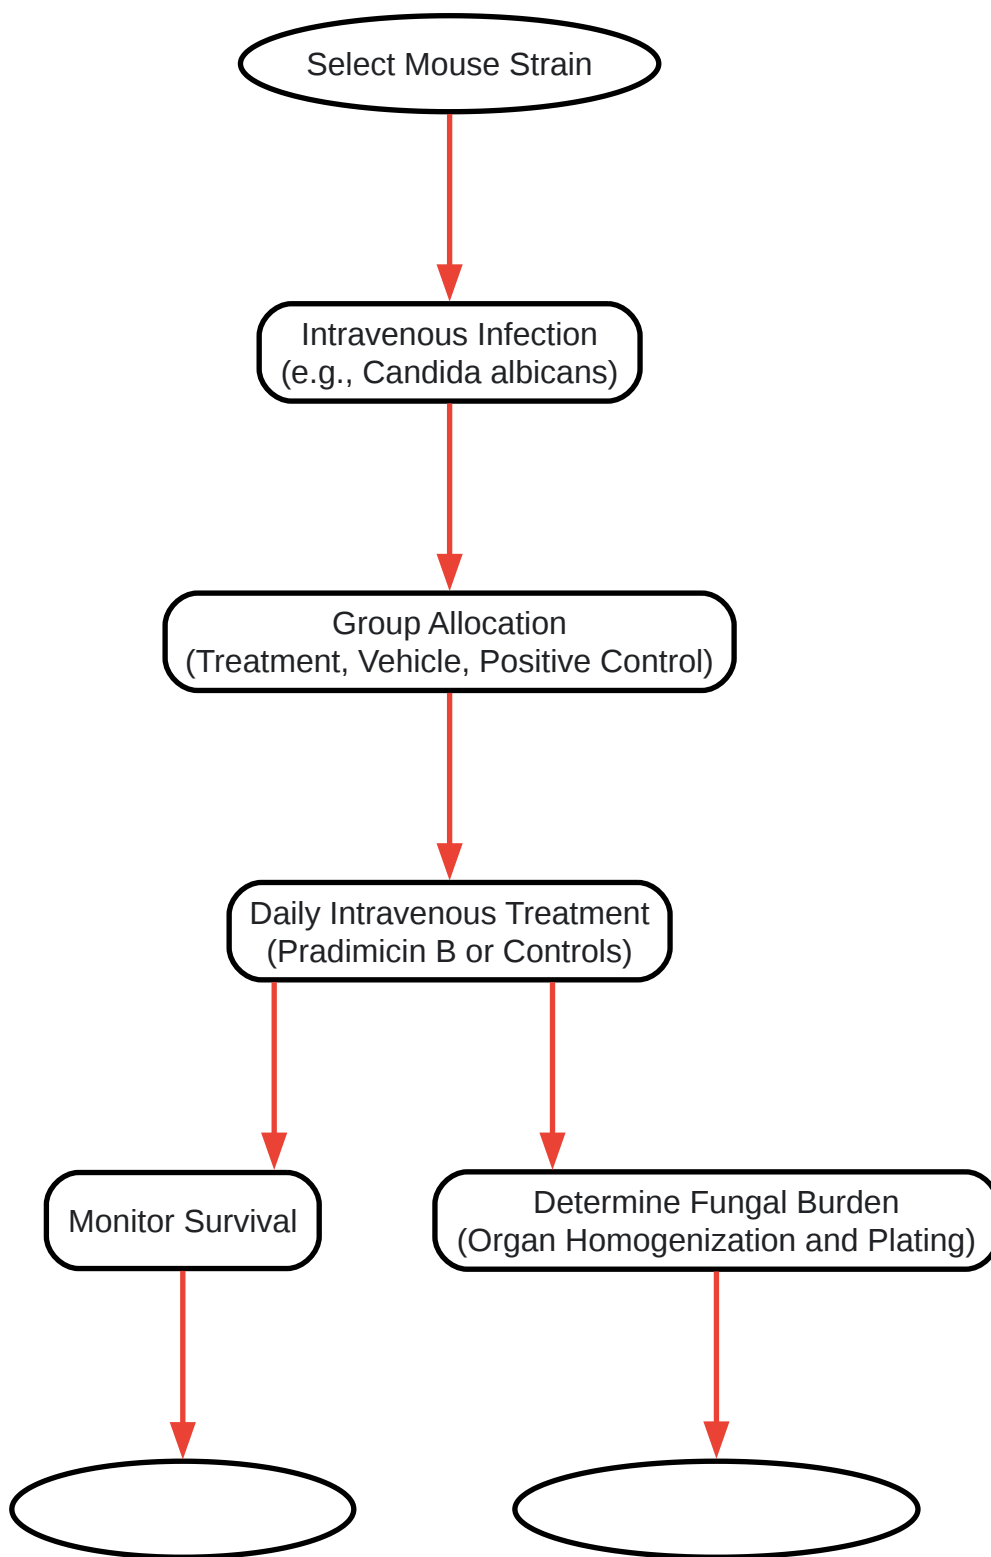 Select Mouse Strain
Intravenous Infection
(e.g., Candida albicans)
Group Allocation
(Treatment, Vehicle, Positive Control)
Daily Intravenous Treatment
(Pradimicin B or Controls)
Monitor Survival
Determine Fungal Burden
(Organ Homogenization and Plating)